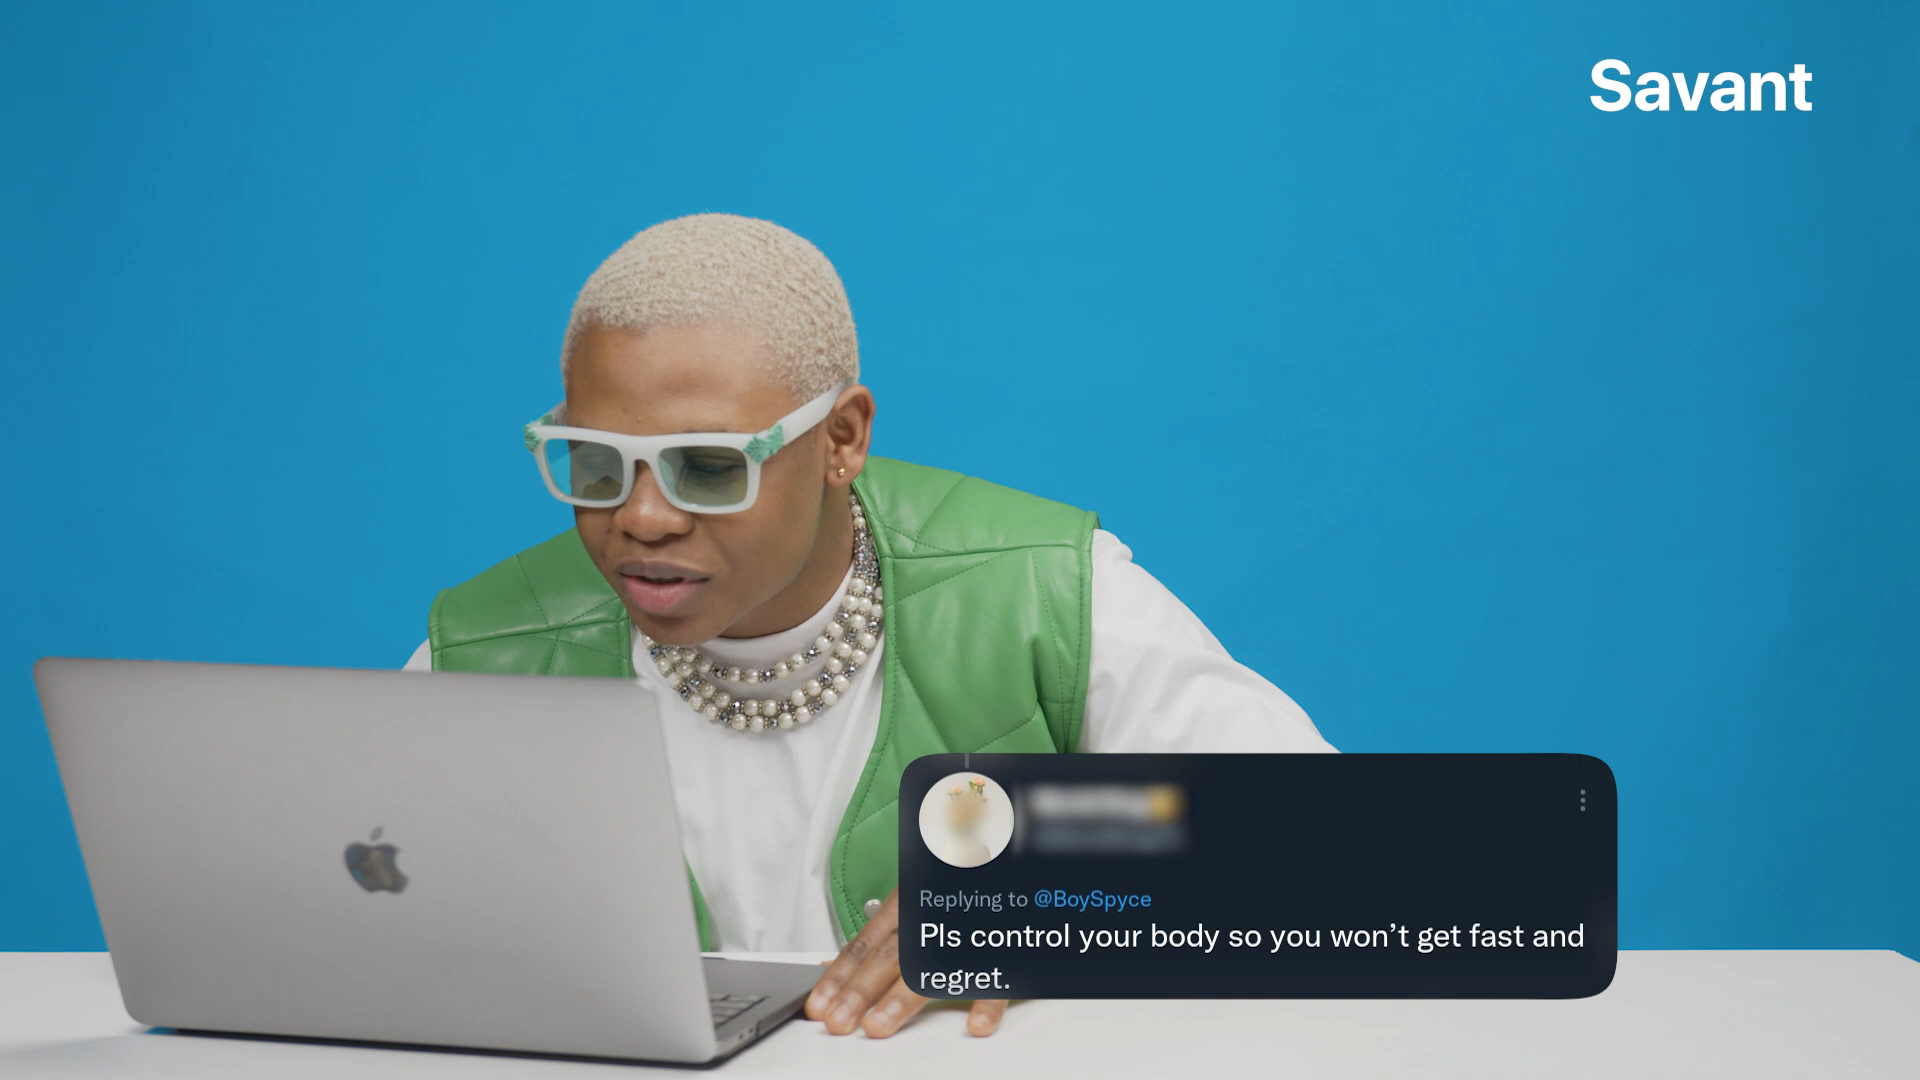 Savant
Replying to @BoySpyce
Pls control your body so you won’t get fast and
regret.